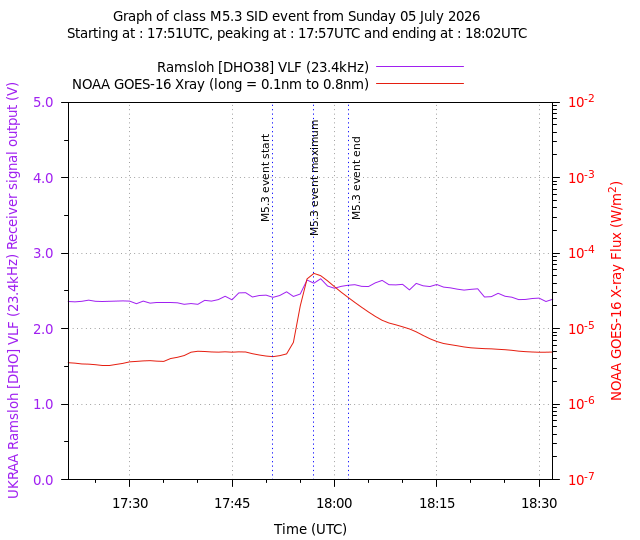 Graph of class M5.3 SID event from Sunday 05 July 2026
Starting at : 17:51UTC, peaking at : 17:57UTC and ending at : 18:02UTC
Ramsloh [DHO38] VLF (23.4kHz)
NOAA GOES-16 Xray (long = 0.1nm to 0.8nm)
UKRAA Ramsloh [DHO] VLF (23.4kHz) Receiver signal output (V)
5.0
4.0
3.0
2.0
1.0
0.0
M5.3 event start
M5.3 event maximum
M5.3 event end
10-2
10-3
10-4
10-5
10-6
10-7
NOAA GOES-16 X-ray Flux (W/m2)
17:30
17:45
18:00
18:15
18:30
Time (UTC)